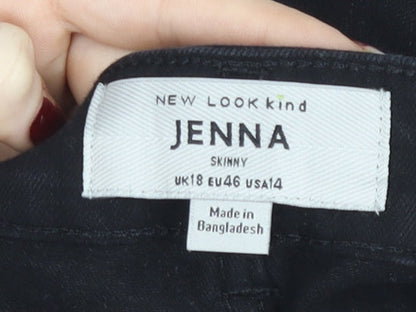 NEW LOOK kind
JENNA
SKINNY
UK18 EU46 USA14
Made in
Bangladesh